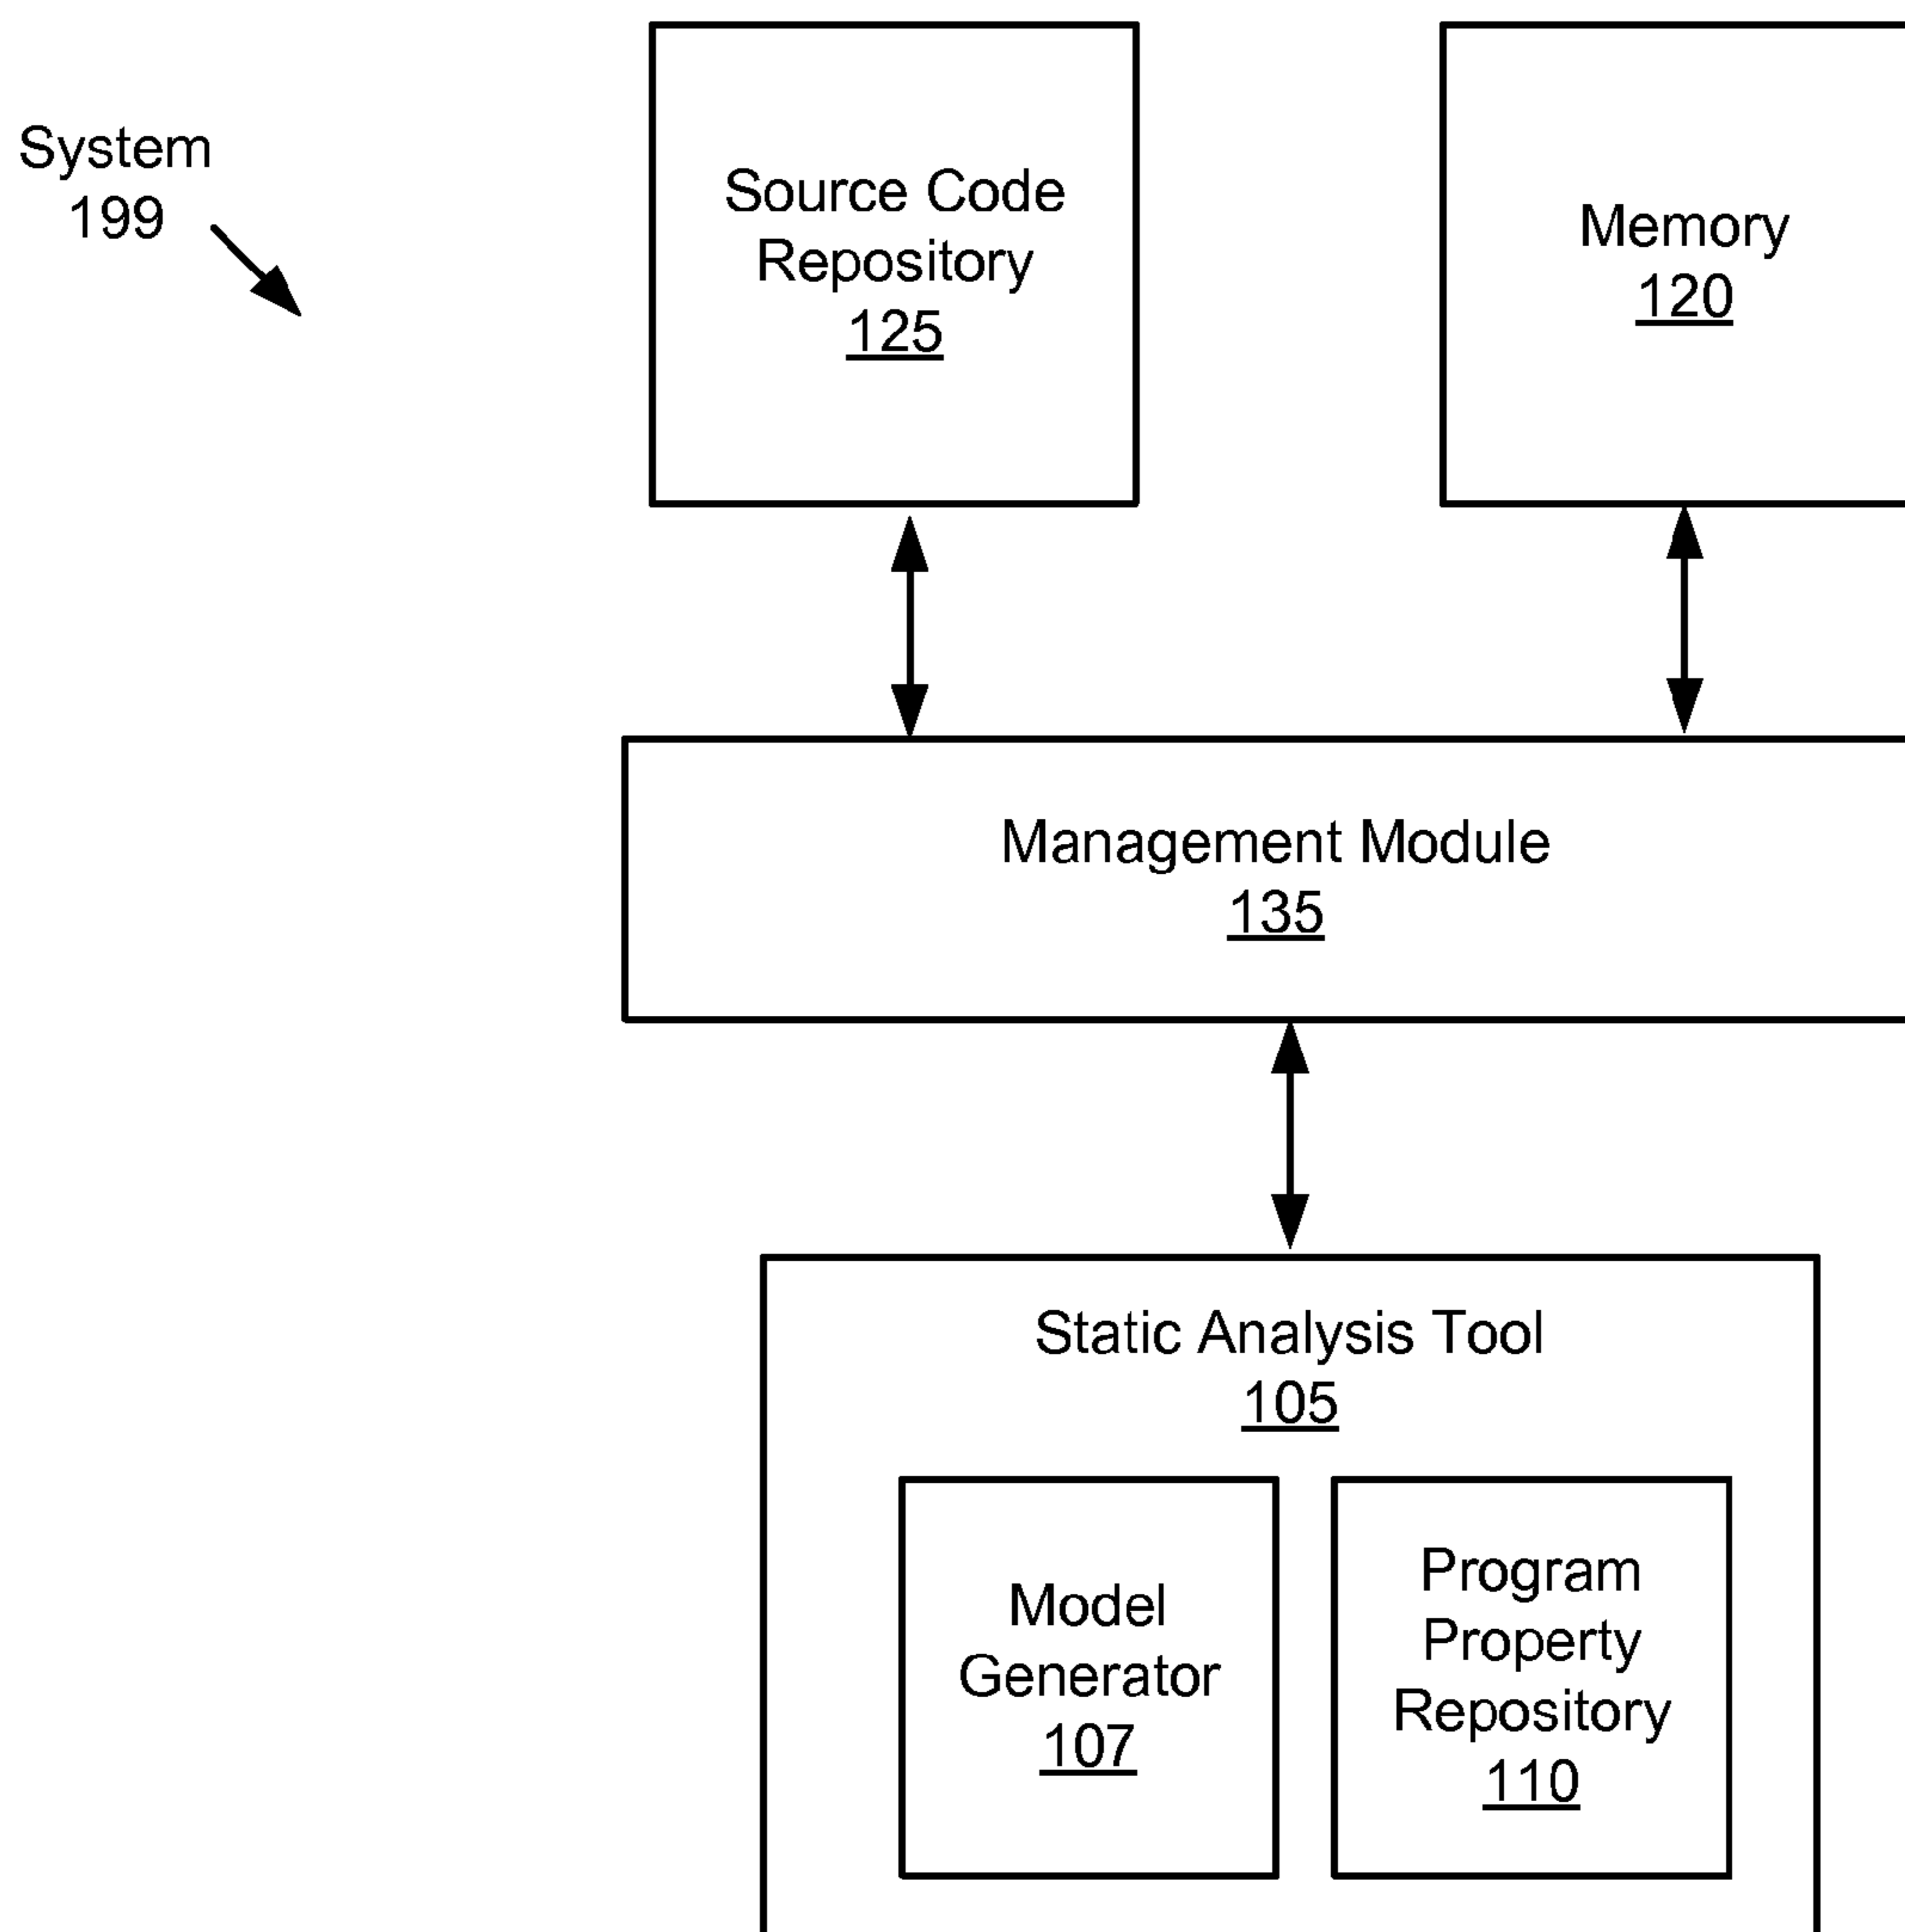 System
199
Source Code
Repository
125
Memory
120
Management Module
135
Static Analysis Tool
105
Model
Generator
107
Program
Property
Repository
110